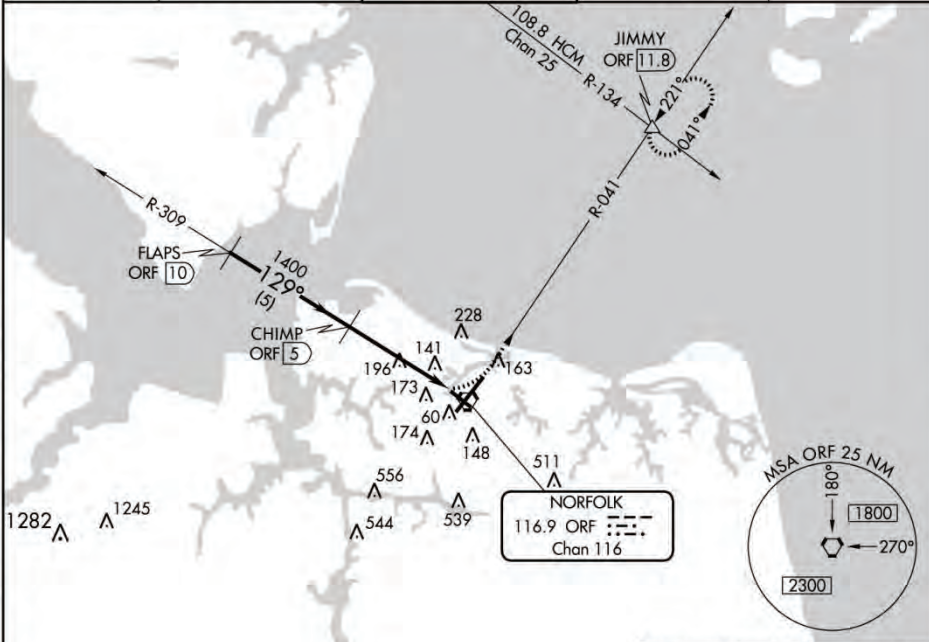 108.8 HCM
Chan 25
R-134
JIMMY
ORF 11.8
221°
041°
R-041
R-309
FLAPS
ORF 10
1400
129°
(5)
CHIMP
ORF 5
228
141
196
163
173
60
174
148
511
556
539
544
1245
1282
NORFOLK
116.9 ORF
Chan 116
MSA ORF 25 NM
180°
1800
270°
2300